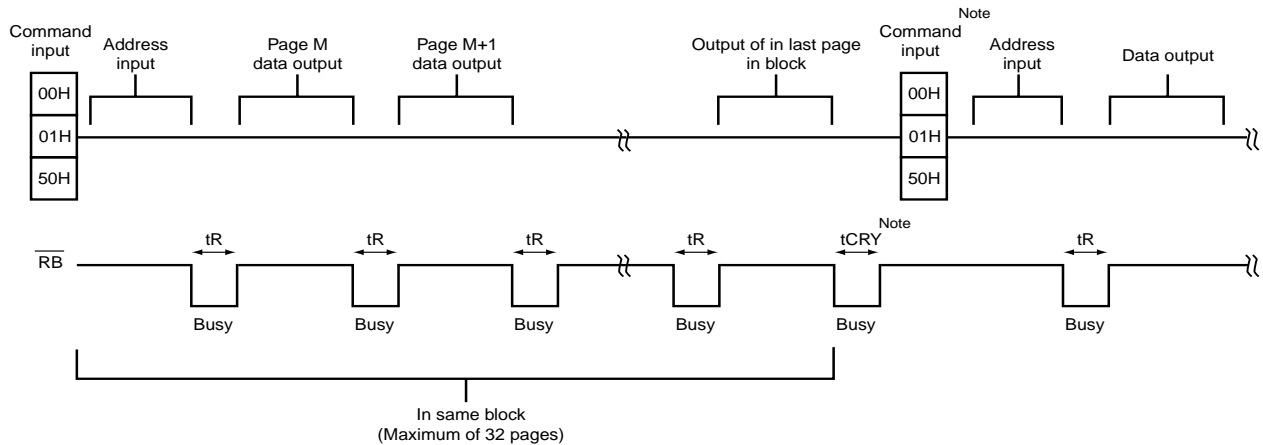 Command
input
Address
input
Page M
data output
Page M+1
data output
Output of in last page
in block
Command
input
Note
Address
input
Data output
00H
01H
50H
00H
01H
50H
RB
tR
tR
tR
tR
tCRY
Note
tR
Busy
Busy
Busy
Busy
Busy
Busy
In same block
(Maximum of 32 pages)